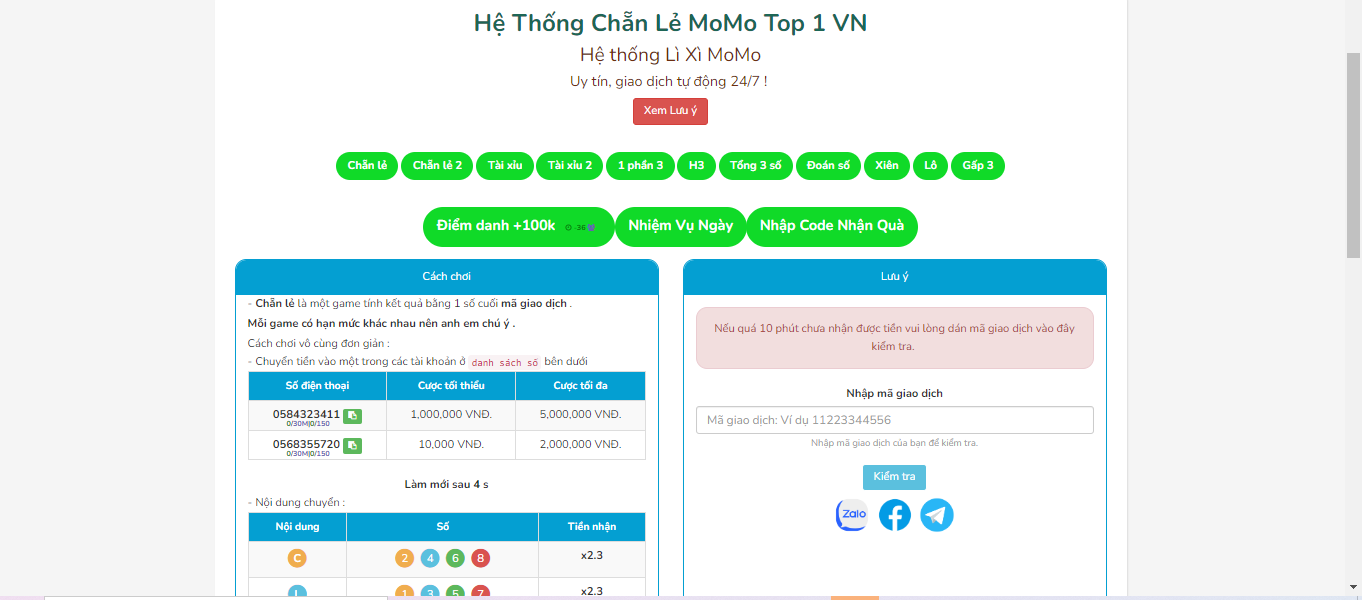 Hệ Thống Chẵn Lẻ MoMo Top 1 VN
Hệ thống Lì Xì MoMo
Uy tín, giao dịch tự động 24/7 !
Xem Lưu ý
Chẵn lẻ Chẵn lẻ 2 Tài xỉu Tài xỉu 2 1 phần 3 H3 Tổng 3 số Đoán số Xiên Lô Gấp 3
Điểm danh +100k -36 Nhiệm Vụ Ngày Nhập Code Nhận Quà
Cách chơi
- Chẵn lẻ là một game tính kết quả bằng 1 số cuối mã giao dịch .
Mỗi game có hạn mức khác nhau nên anh em chú ý .
Cách chơi vô cùng đơn giản :
- Chuyển tiền vào một trong các tài khoản ở danh sách số bên dưới
Số điện thoại Cược tối thiểu Cược tối đa
0584323411 1,000,000 VNĐ. 5,000,000 VNĐ.
0/30M|0/150
0568355720 10,000 VNĐ. 2,000,000 VNĐ.
0/30M|0/150
Làm mới sau 4 s
- Nội dung chuyển :
Nội dung Số Tiền nhận
C 2 4 6 8 x2.3
L 1 3 5 7 x2.3
Lưu ý
Nếu quá 10 phút chưa nhận được tiền vui lòng dán mã giao dịch vào đây
kiểm tra.
Nhập mã giao dịch
Mã giao dịch: Ví dụ 11223344556
Nhập mã giao dịch của bạn để kiểm tra.
Kiểm tra
Zalo